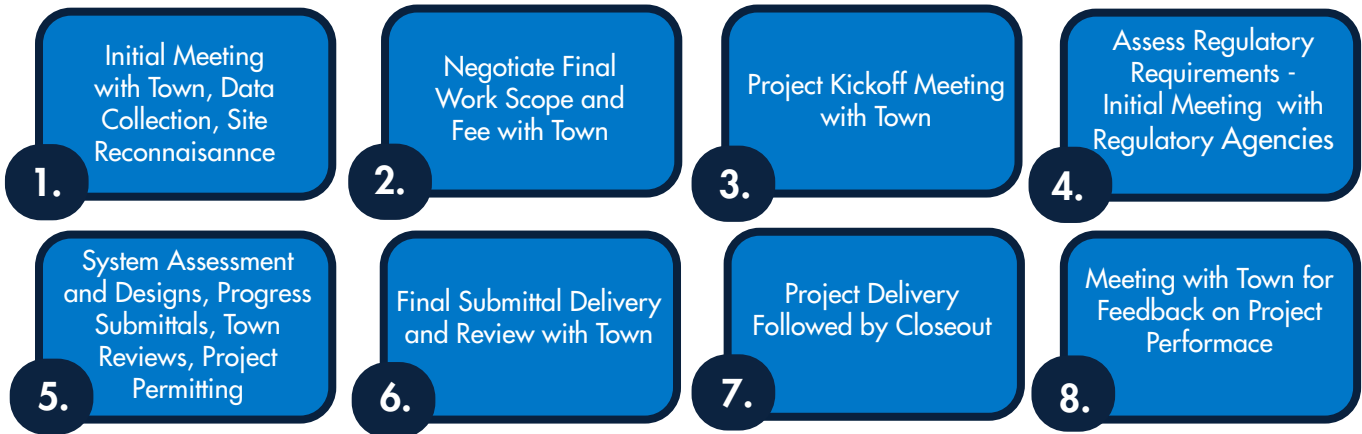 Initial Meeting
with Town, Data
Collection, Site
Reconnaisannce
1.
Negotiate Final
Work Scope and
Fee with Town
2.
Project Kickoff Meeting
with Town
3.
Assess Regulatory
Requirements -
Initial Meeting with
Regulatory Agencies
4.
System Assessment
and Designs, Progress
Submittals, Town
Reviews, Project
Permitting
5.
Final Submittal Delivery
and Review with Town
6.
Project Delivery
Followed by Closeout
7.
Meeting with Town for
Feedback on Project
Performace
8.